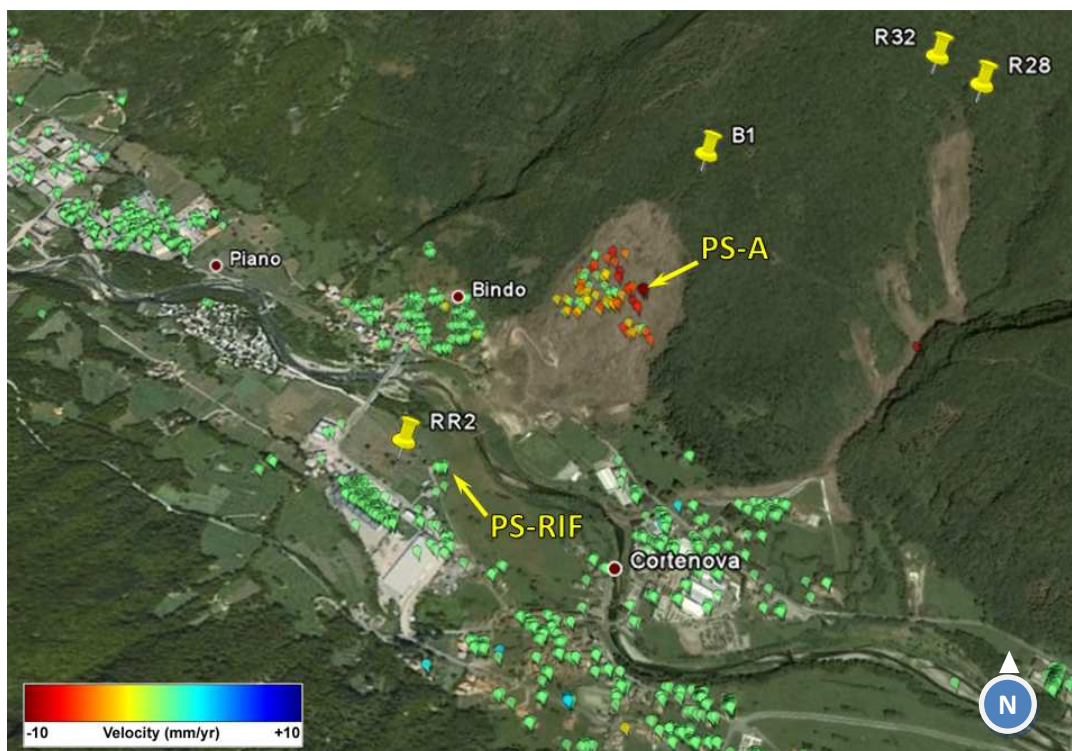 R32
R28
B1
PS-A
Piano
Bindo
RR2
PS-RIF
Cortenova
-10 Velocity (mm/yr) +10
N